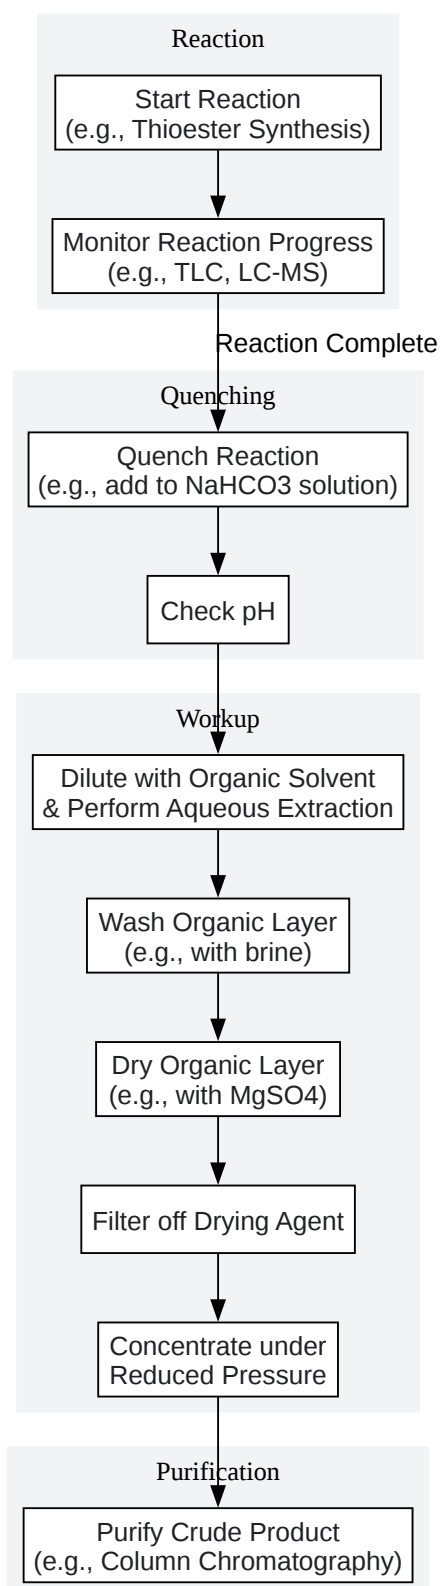 Reaction
Start Reaction
(e.g., Thioester Synthesis)
Monitor Reaction Progress
(e.g., TLC, LC-MS)
Reaction Complete
Quenching
Quench Reaction
(e.g., add to NaHCO3 solution)
Check pH
Workup
Dilute with Organic Solvent
& Perform Aqueous Extraction
Wash Organic Layer
(e.g., with brine)
Dry Organic Layer
(e.g., with MgSO4)
Filter off Drying Agent
Concentrate under
Reduced Pressure
Purification
Purify Crude Product
(e.g., Column Chromatography)